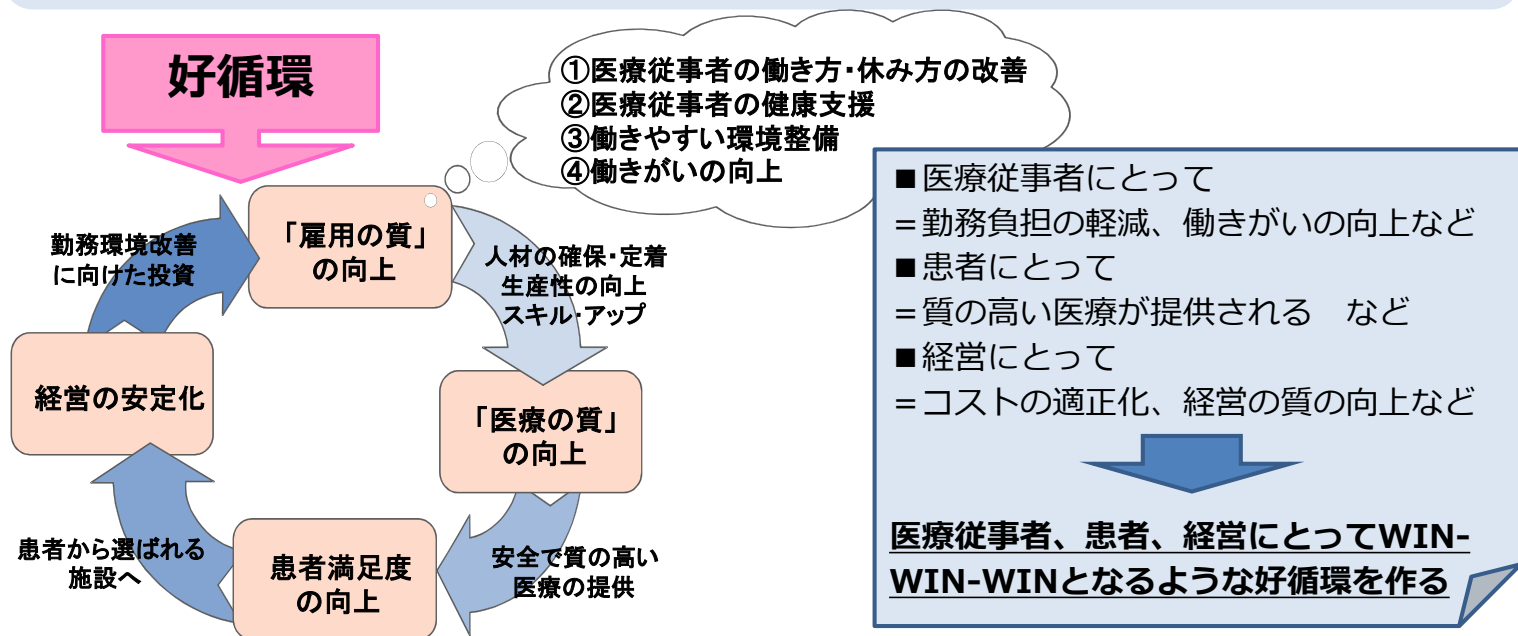 好循環
①医療従事者の働き方・休み方の改善
②医療従事者の健康支援
③働きやすい環境整備
④働きがいの向上
「雇用の質」
の向上
人材の確保・定着
生産性の向上
スキル・アップ
「医療の質」
の向上
安全で質の高い
医療の提供
患者満足度
の向上
患者から選ばれる
施設へ
経営の安定化
勤務環境改善
に向けた投資
■医療従事者にとって
＝勤務負担の軽減、働きがいの向上など
■患者にとって
＝質の高い医療が提供される　など
■経営にとって
＝コストの適正化、経営の質の向上など
医療従事者、患者、経営にとってWIN-
WIN-WINとなるような好循環を作る